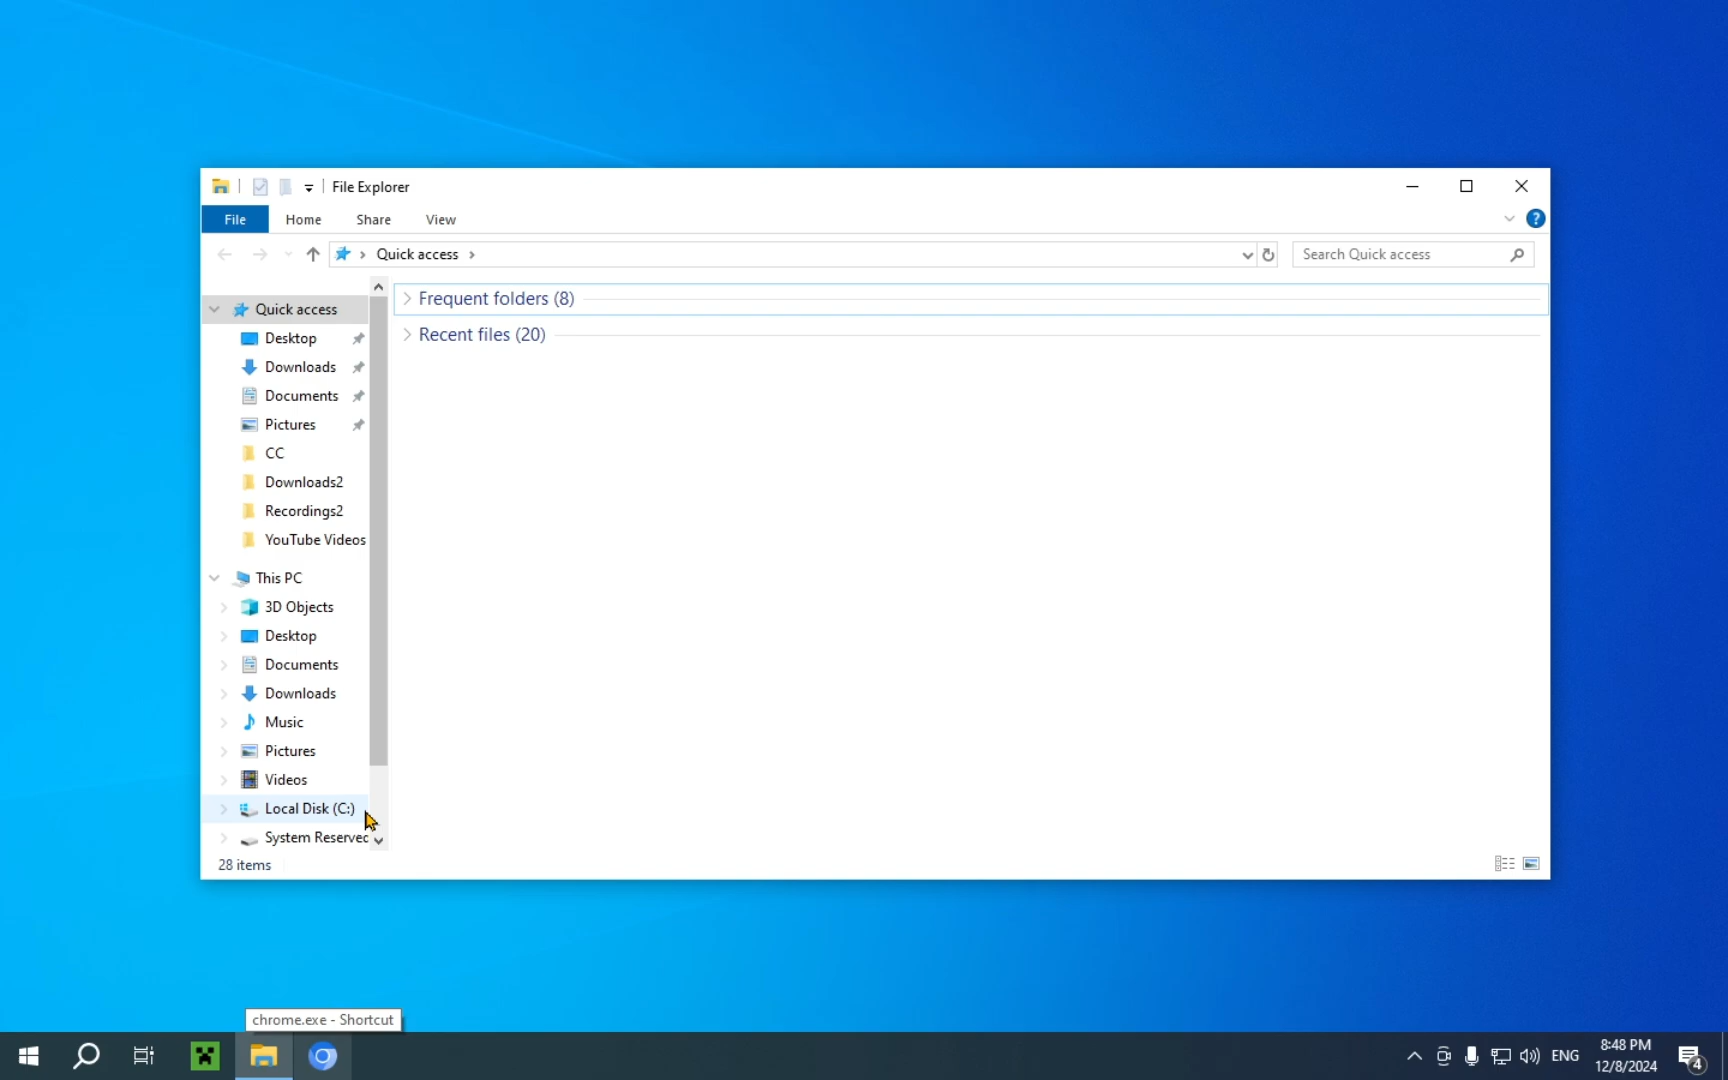 File Explorer
File Home Share View
Quick access
Search Quick access
Quick access
Desktop
Downloads
Documents
Pictures
CC
Downloads2
Recordings2
YouTube Videos
This PC
3D Objects
Desktop
Documents
Downloads
Music
Pictures
Videos
Local Disk (C:)
System Reserved
Frequent folders (8)
Recent files (20)
28 items
chrome.exe - Shortcut
ENG
8:48 PM
12/8/2024
4